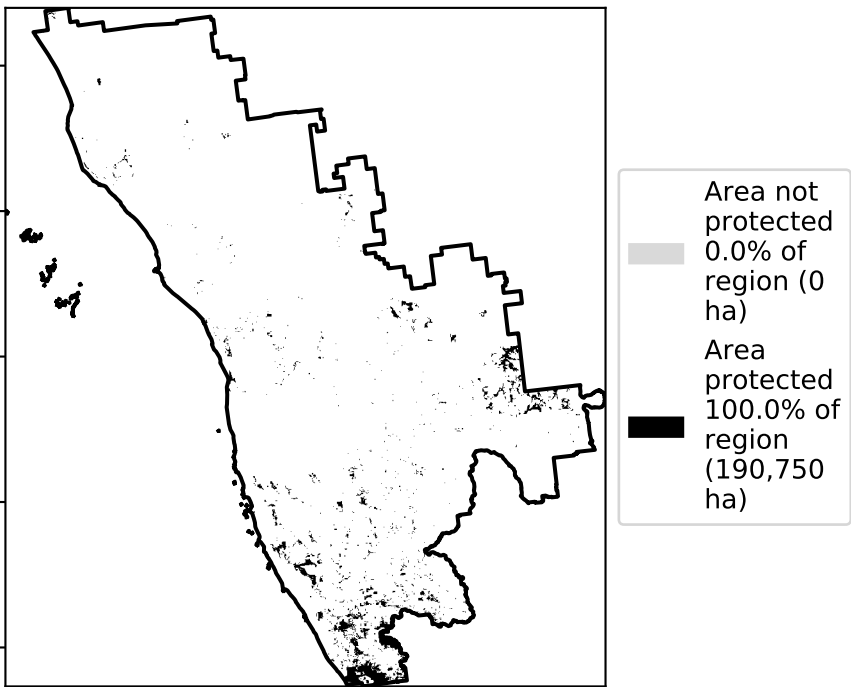 Area not
protected
0.0% of
region (0
ha)
Area
protected
100.0% of
region
(190,750
ha)